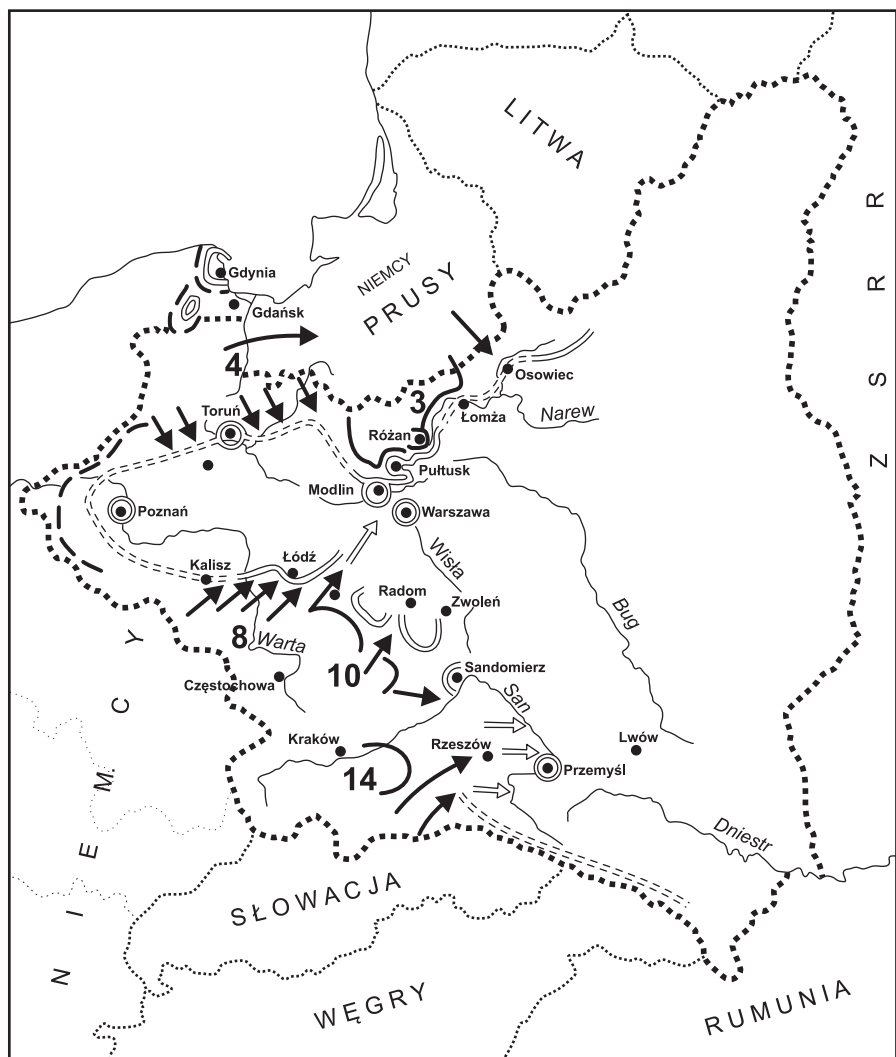 LITWA
Z S R R
Gdynia
NIEMCY
PRUSY
Gdańsk
4
Osowiec
3
Toruń
Łomża
Narew
Różan
Pułtusk
Modlin
Poznań
Warszawa
Łódź
Kalisz
Wisła
Radom
Zwoleń
Bug
8
Warta
10
Sandomierz
Częstochowa
San
Kraków
Rzeszów
Lwów
14
Przemyśl
Dniestr
N I E M. C Y
SŁOWACJA
WĘGRY
RUMUNIA